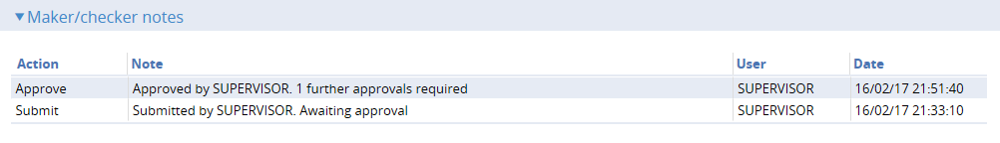 Maker/checker notes
Action Note User Date
Approve Approved by SUPERVISOR. 1 further approvals required SUPERVISOR 16/02/17 21:51:40
Submit Submitted by SUPERVISOR. Awaiting approval SUPERVISOR 16/02/17 21:33:10